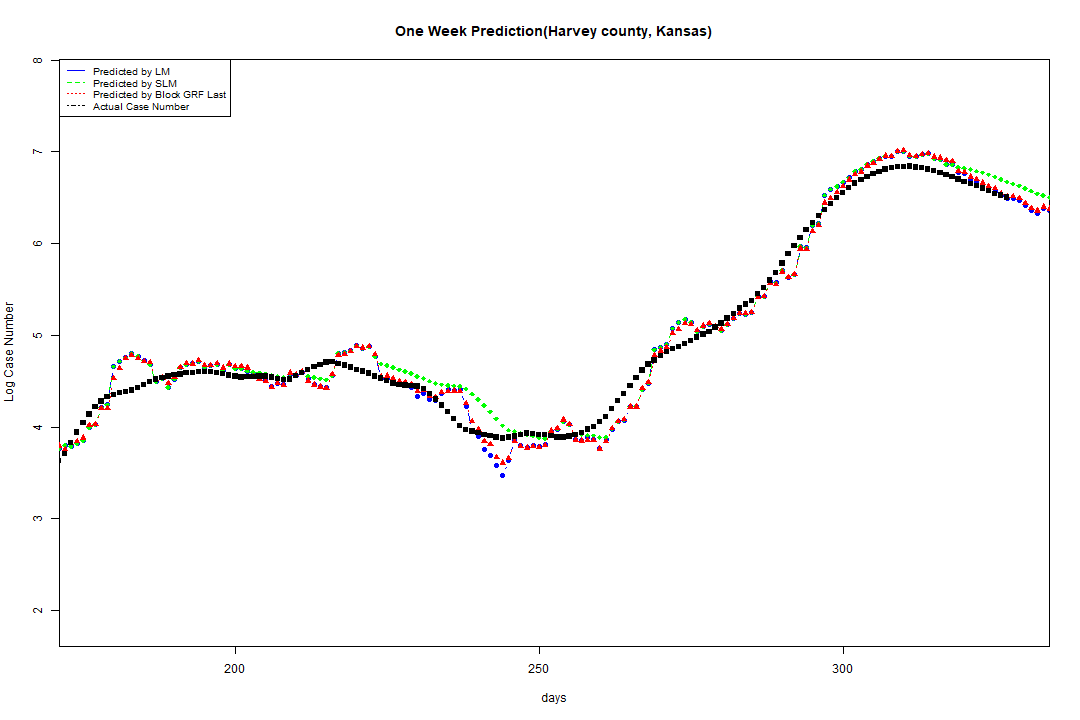 One Week Prediction(Harvey county, Kansas)
Predicted by LM
Predicted by SLM
Predicted by Block GRF Last
Actual Case Number
8
7
6
5
4
3
2
Log Case Number
200
250
300
days